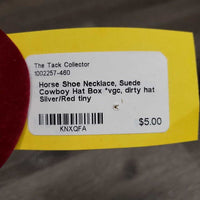 The Tack Collector
1002257-460
Horse Shoe Necklace, Suede
Cowboy Hat Box *vgc, dirty hat
Silver/Red tiny
$5.00
KNXQFA